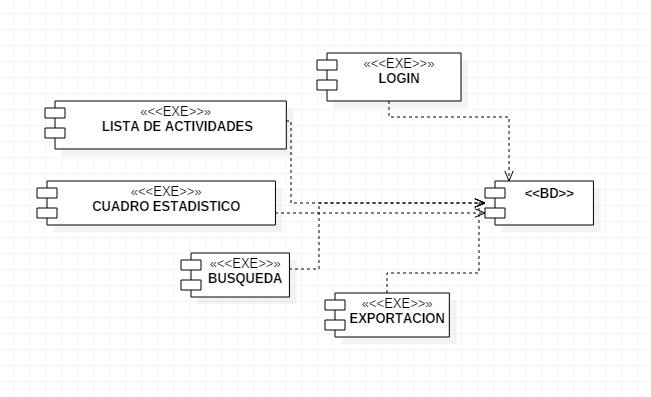 «<<EXE>>»
LOGIN
«<<EXE>>»
LISTA DE ACTIVIDADES
«<<EXE>>»
CUADRO ESTADISTICO
<<BD>>
«<<EXE>>»
BUSQUEDA
«<<EXE>>»
EXPORTACION